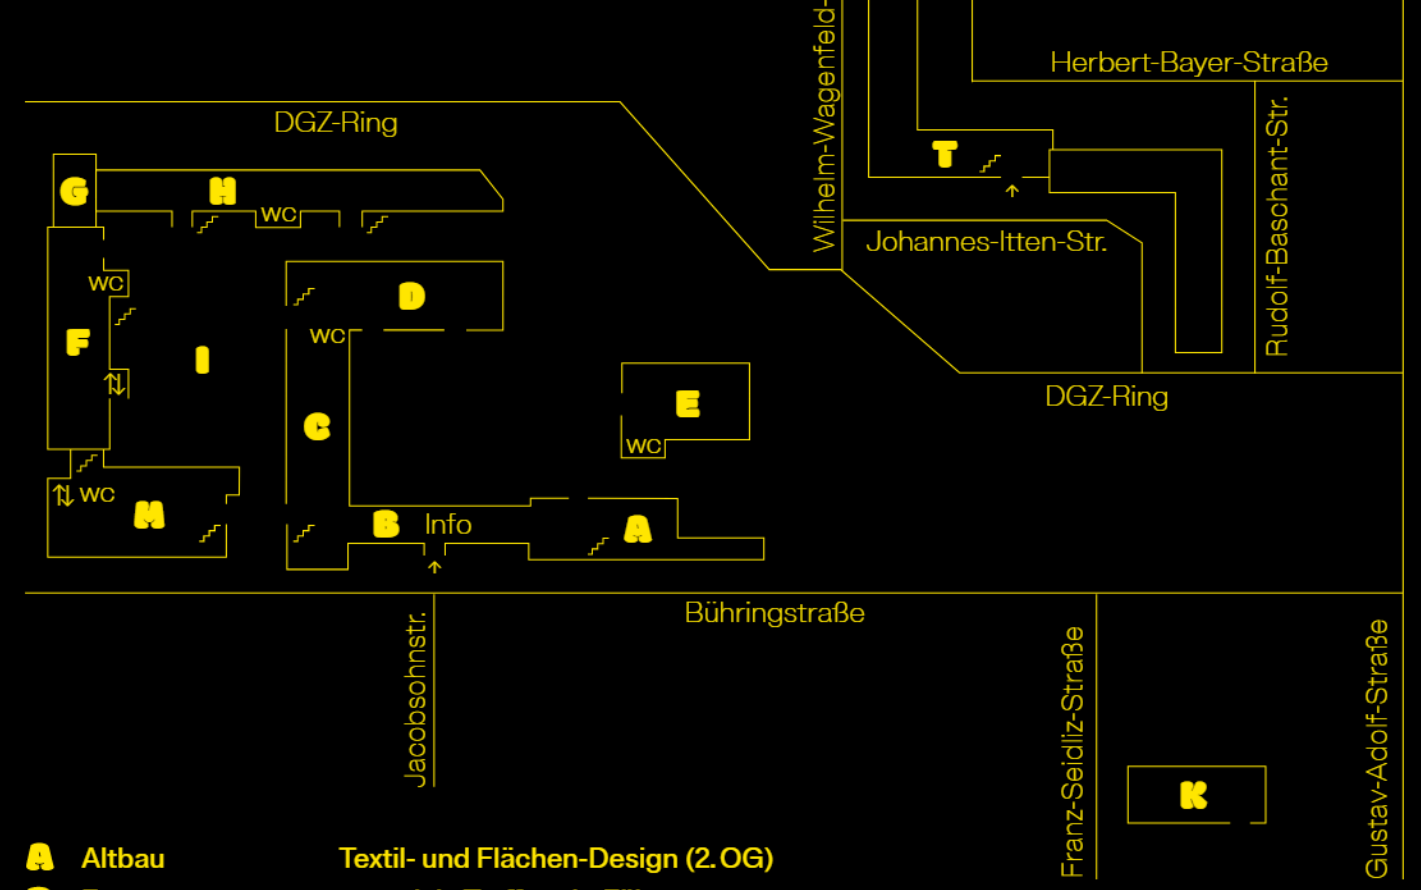 Wilhelm-Wagenfeld-
Herbert-Bayer-Straße
DGZ-Ring
Rudolf-Baschant-Str.
T
G
H
WC
Johannes-Itten-Str.
WC
D
WC
F
I
E
DGZ-Ring
C
WC
WC
M
B
Info
A
Bühringstraße
Jacobsohnstr.
Franz-Seidliz-Straße
Gustav-Adolf-Straße
K
A Altbau Textil- und Flächen-Design (2. OG)